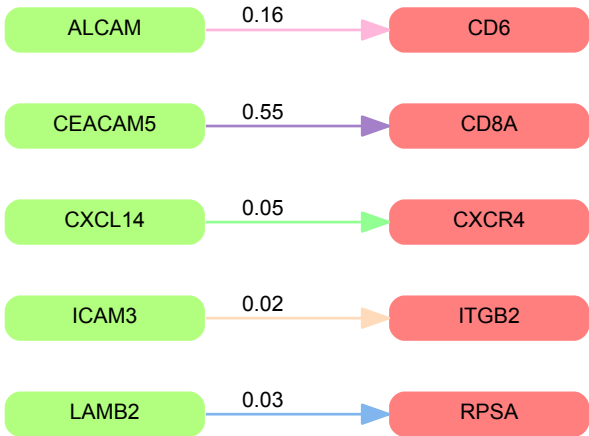 ALCAM 0.16 CD6
CEACAM5 0.55 CD8A
CXCL14 0.05 CXCR4
ICAM3 0.02 ITGB2
LAMB2 0.03 RPSA